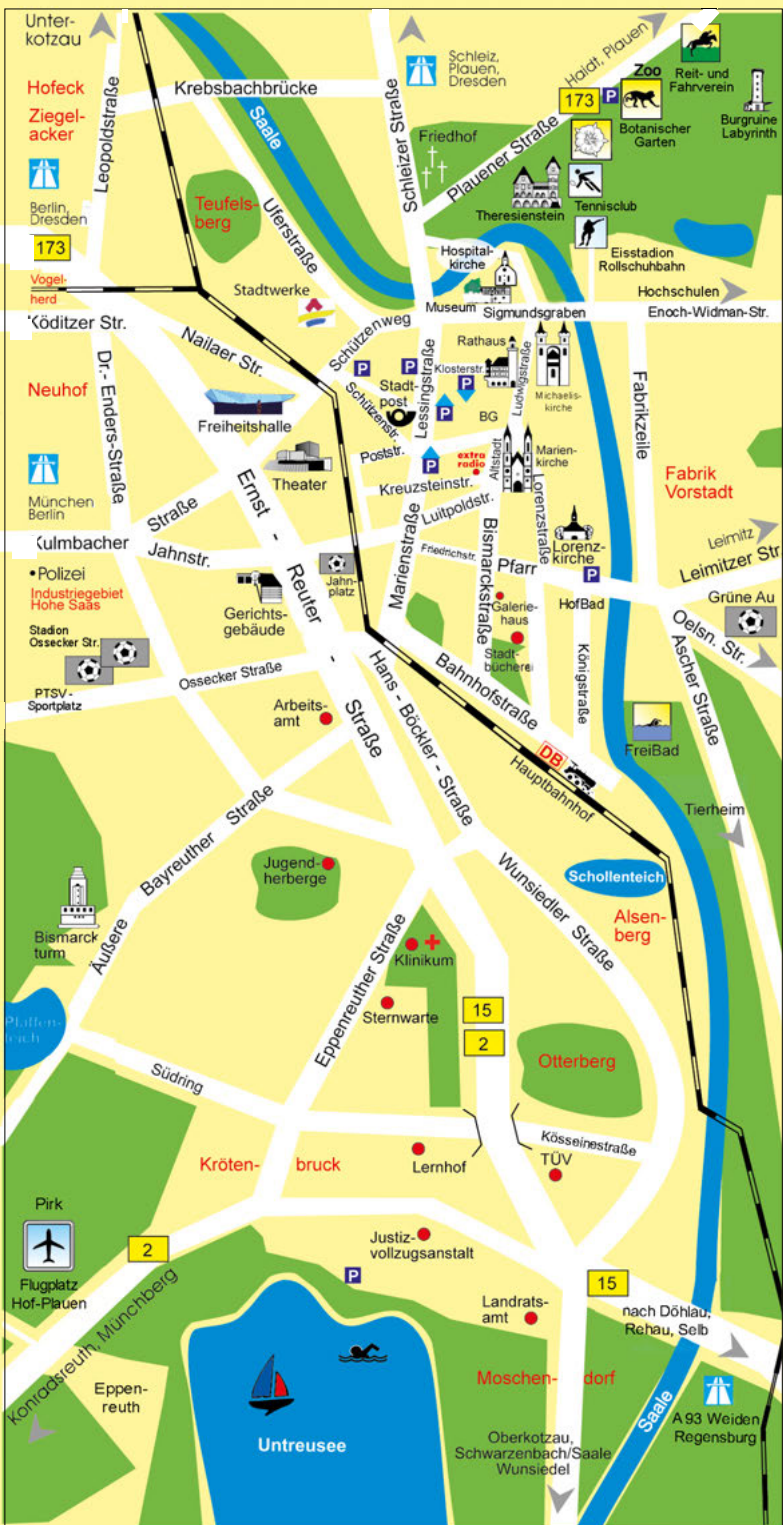 Unter-
kotzau
Schleiz,
Plauen,
Dresden
Haidt, Plauen
173
P
Zoo
Reit- und
Fahrverein
Hofeck
Ziegel-
acker
Krebsbachbrücke
Leopoldstraße
Saale
Schleizer Straße
Friedhof
Plauener Straße
Botanischer
Garten
Burgruine
Labyrinth
Berlin,
Dresden
173
Teufels-
berg
Uferstraße
Theresienstein
Tennisclub
Eisstadion
Rollschuhbahn
Vogel-
herd
Stadtwerke
Hospital-
kirche
Museum
Sigmundsgraben
Hochschulen
Enoch-Widman-Str.
Köditzer Str.
Nailaer Str.
Schützenweg
Rathaus
Ludwigstraße
Michaelis-
kirche
Neuhof
Dr.- Enders-Straße
Freiheitshalle
P
P
Stadt-
post
Schützenstr.
Lessingstraße
Klosterstr.
P
P
BG
Fabrikzeile
Theater
Poststr.
P
extra
radio
Altstadt
Marien-
kirche
Fabrik
Vorstadt
München
Berlin
Kreuzsteinstr.
Luitpoldstr.
Lorenzstraße
Kulmbacher
Straße
Jahnstr.
Ernst - Reuter - Straße
Marienstraße
Friedrichstr.
Bismarckstraße
Pfarr
Lorenz-
kirche
P
Leimitz
Leimitzer Str
Polizei
Industriegebiet
Hohe Saas
Gerichts-
gebäude
Jahn-
platz
Galerie-
haus
HofBad
Grüne Au
Stadion
Ossecker Str.
Stadt-
bücherei
Oelsn. Str.
PTSV -
Sportplatz
Ossecker Straße
Hans - Böckler - Straße
Bahnhofstraße
Königstraße
Ascher Straße
Arbeits-
amt
DB
Hauptbahnhof
FreiBad
Tierheim
Äußere Bayreuther Straße
Jugend-
herberge
Wunsiedler Straße
Schollenteich
Alsen-
berg
Bismarck
turm
Eppenreuther Straße
Klinikum
Sternwarte
15
2
Otterberg
Südring
Kösseinestraße
Kröten-
bruck
Lernhof
TÜV
Pirk
Flugplatz
Hof-Plauen
2
Justiz-
vollzugsanstalt
P
15
Landrats-
amt
nach Döhlau,
Rehau, Selb
Konradsreuth, Münchberg
Eppen-
reuth
Moschen-
dorf
Saale
A 93 Weiden
Regensburg
Untreusee
Oberkotzau,
Schwarzenbach/Saale
Wunsiedel